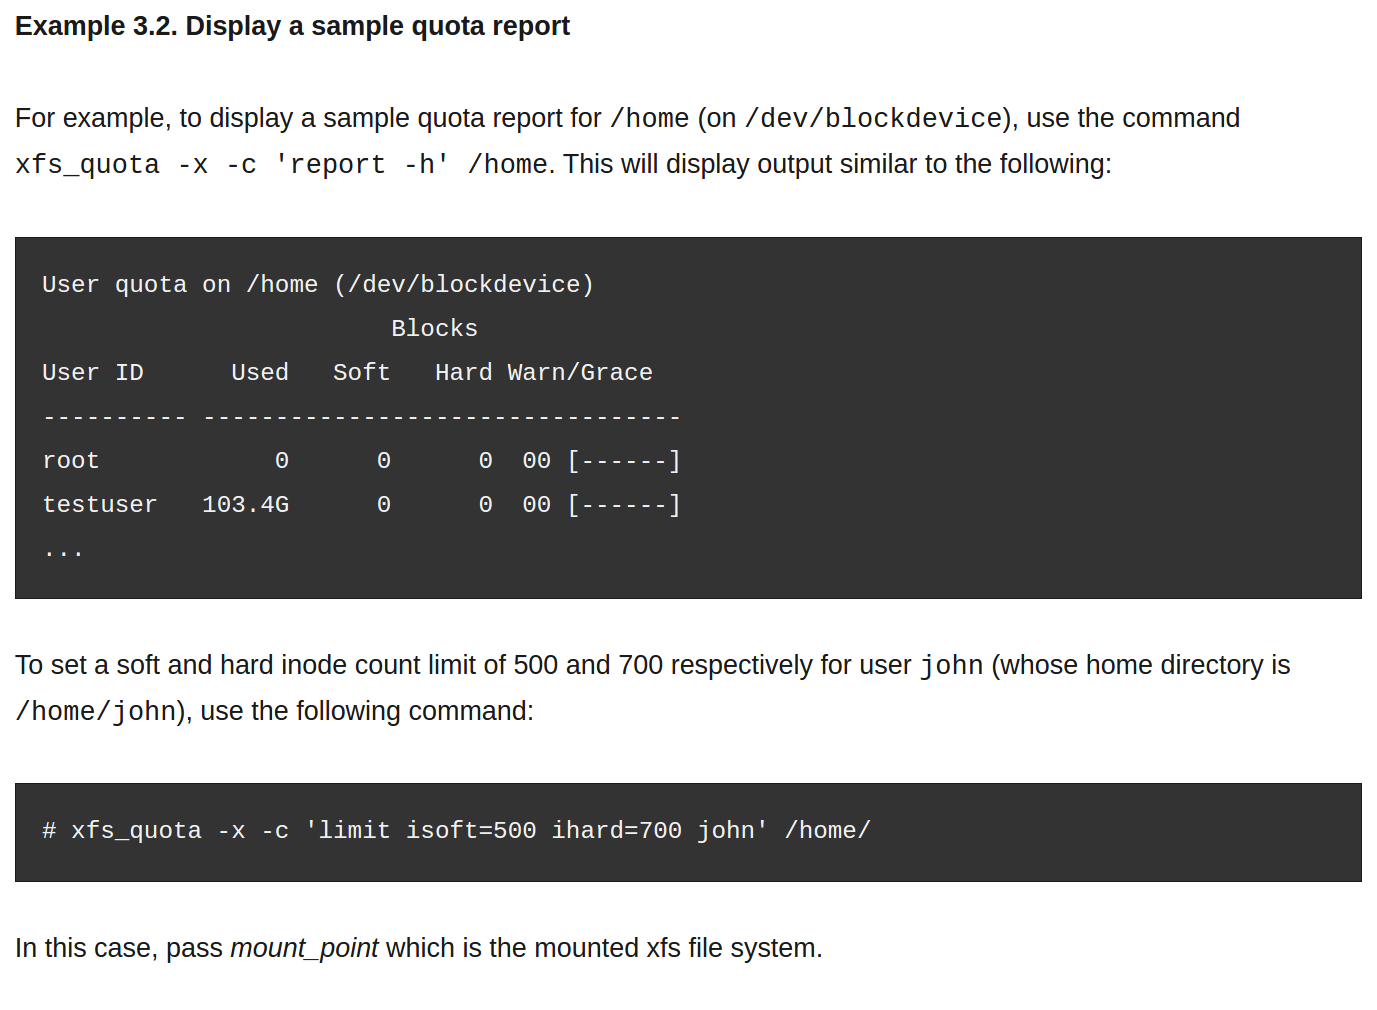 Example 3.2. Display a sample quota report
For example, to display a sample quota report for /home (on /dev/blockdevice), use the command
xfs_quota -x -c 'report -h' /home. This will display output similar to the following:
User quota on /home (/dev/blockdevice)
                        Blocks
User ID      Used   Soft   Hard Warn/Grace
---------- ---------------------------------
root            0      0      0  00 [------]
testuser   103.4G      0      0  00 [------]
...
To set a soft and hard inode count limit of 500 and 700 respectively for user john (whose home directory is
/home/john), use the following command:
# xfs_quota -x -c 'limit isoft=500 ihard=700 john' /home/
In this case, pass mount_point which is the mounted xfs file system.